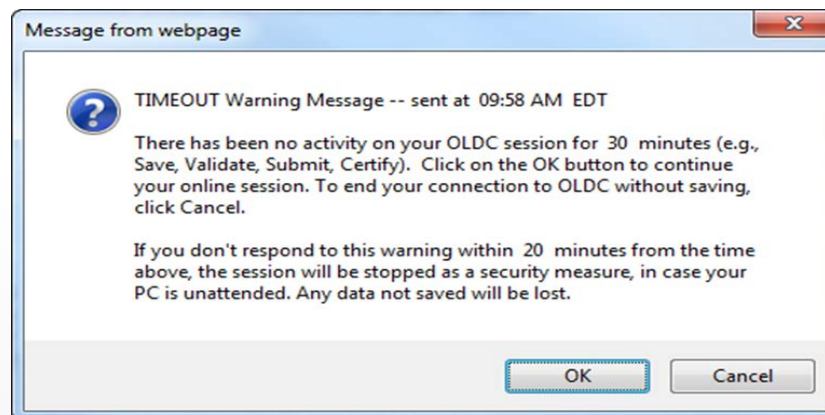 Message from webpage
TIMEOUT Warning Message -- sent at 09:58 AM EDT
There has been no activity on your OLDC session for 30 minutes (e.g.,
Save, Validate, Submit, Certify). Click on the OK button to continue
your online session. To end your connection to OLDC without saving,
click Cancel.
If you don't respond to this warning within 20 minutes from the time
above, the session will be stopped as a security measure, in case your
PC is unattended. Any data not saved will be lost.
OK Cancel